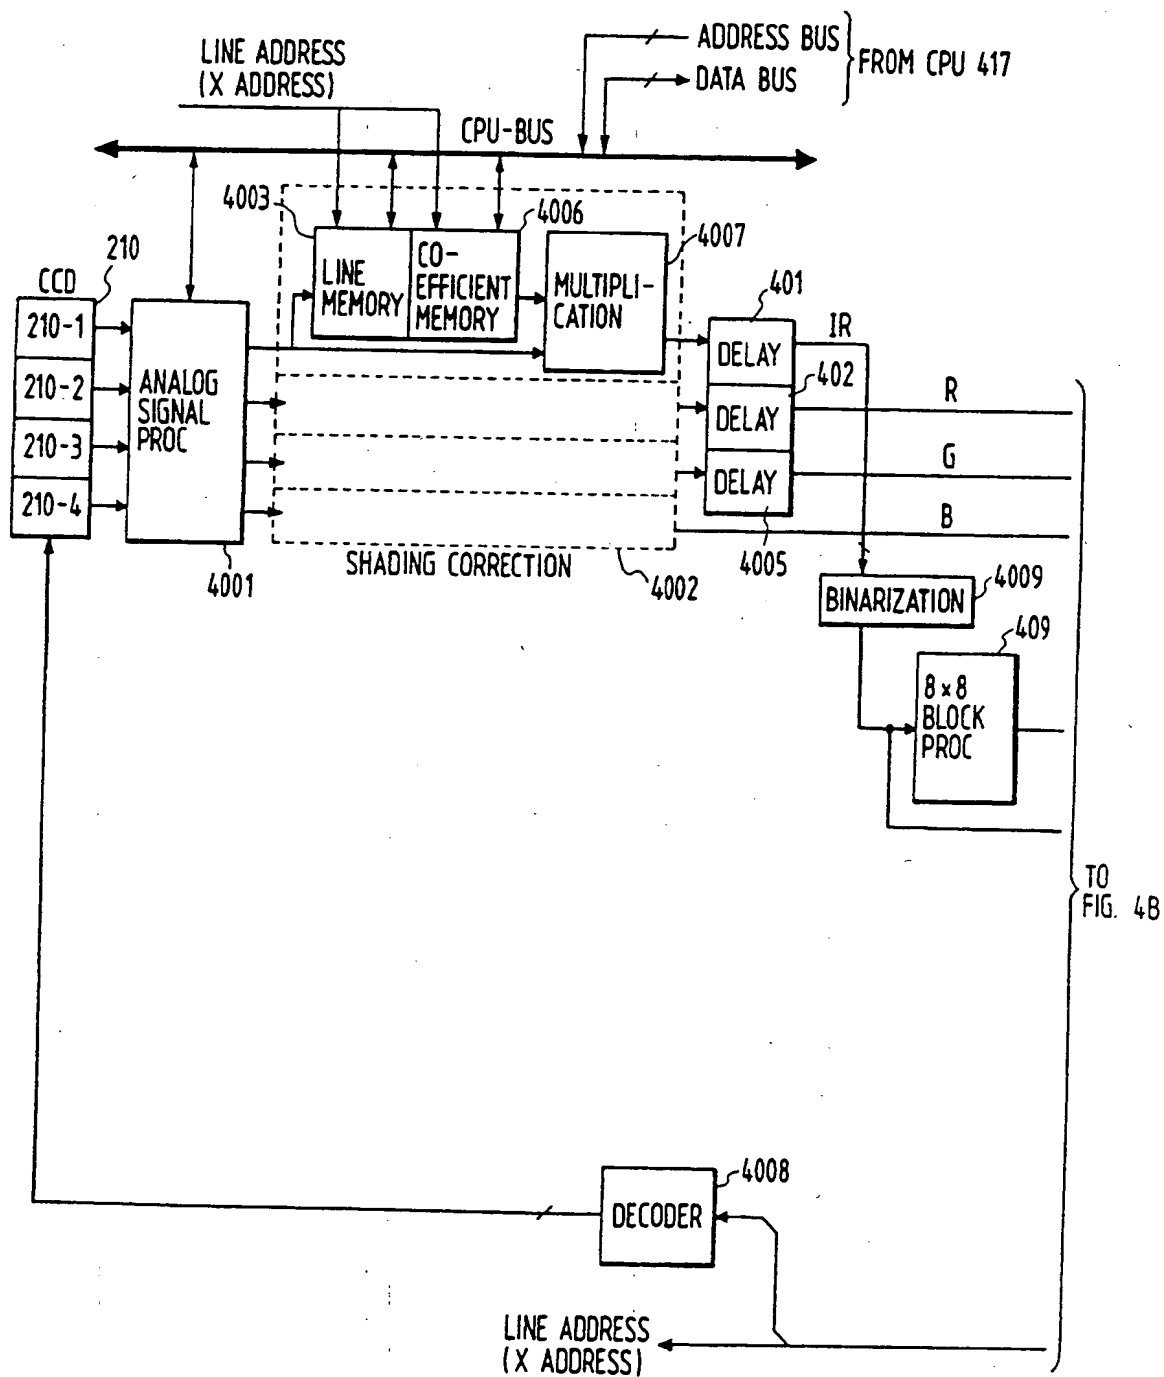 LINE ADDRESS
(X ADDRESS)
ADDRESS BUS
DATA BUS
FROM CPU 417
CPU-BUS
4003
4006
4007
CCD
210
210-1
210-2
210-3
210-4
ANALOG
SIGNAL
PROC
4001
LINE
MEMORY
CO-
EFFICIENT
MEMORY
MULTIPLI-
CATION
401
DELAY
402
DELAY
DELAY
4005
IR
R
G
B
SHADING CORRECTION
4002
BINARIZATION
4009
409
8×8
BLOCK
PROC
TO
FIG. 4B
4008
DECODER
LINE ADDRESS
(X ADDRESS)